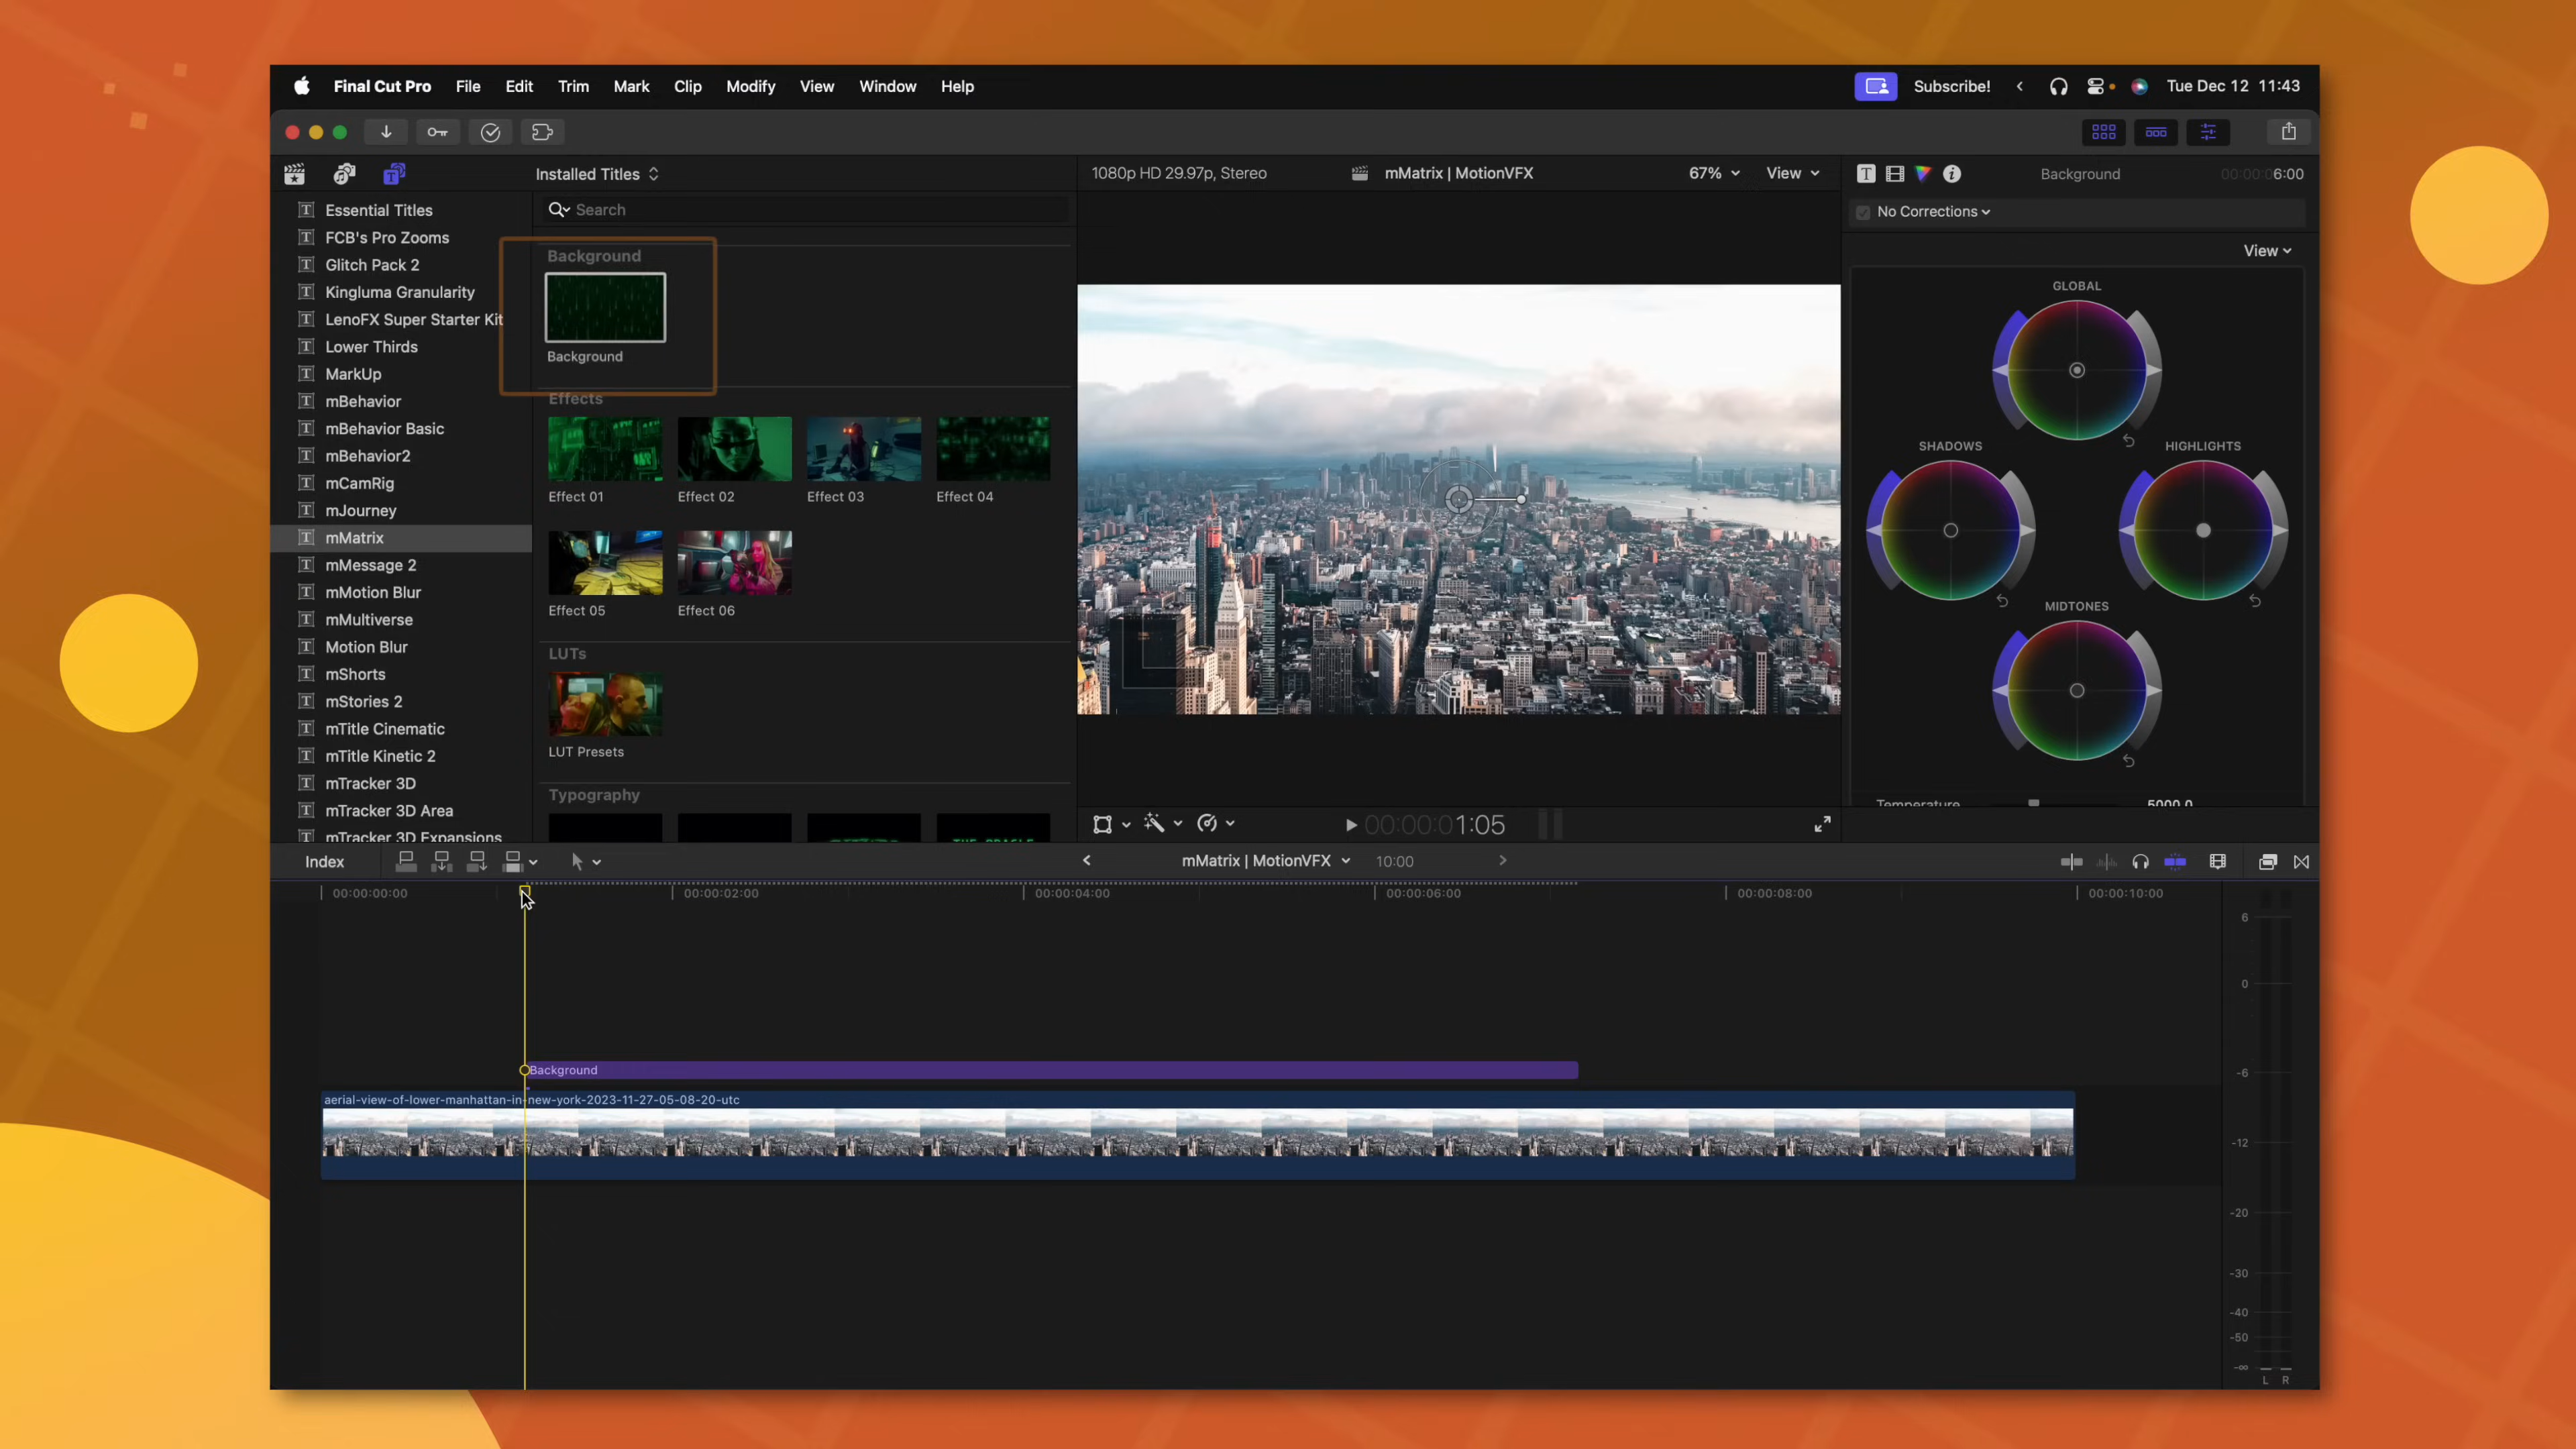 Final Cut Pro File Edit Trim Mark Clip Modify View Window Help Subscribe! Tue Dec 12 11:43
Installed Titles
1080p HD 29.97p, Stereo
mMatrix | MotionVFX
67%
View
Background
00:00:06:00
Essential Titles
FCB's Pro Zooms
Glitch Pack 2
Kingluma Granularity
LenoFX Super Starter Kit
Lower Thirds
MarkUp
mBehavior
mBehavior Basic
mBehavior2
mCamRig
mJourney
mMatrix
mMessage 2
mMotion Blur
mMultiverse
Motion Blur
mShorts
mStories 2
mTitle Cinematic
mTitle Kinetic 2
mTracker 3D
mTracker 3D Area
mTracker 3D Expansions
Search
Background
Background
Effects
Effect 01 Effect 02 Effect 03 Effect 04
Effect 05 Effect 06
LUTs
LUT Presets
Typography
THE ORACLE
No Corrections
View
GLOBAL
SHADOWS
HIGHLIGHTS
MIDTONES
Temperature 5000.0
00:00:01:05
Index
mMatrix | MotionVFX
10:00
00:00:00:00 00:00:02:00 00:00:04:00 00:00:06:00 00:00:08:00 00:00:10:00
Background
aerial-view-of-lower-manhattan-in-new-york-2023-11-27-05-08-20-utc
6
0
-6
-12
-20
-30
-40
-50
-∞
L R